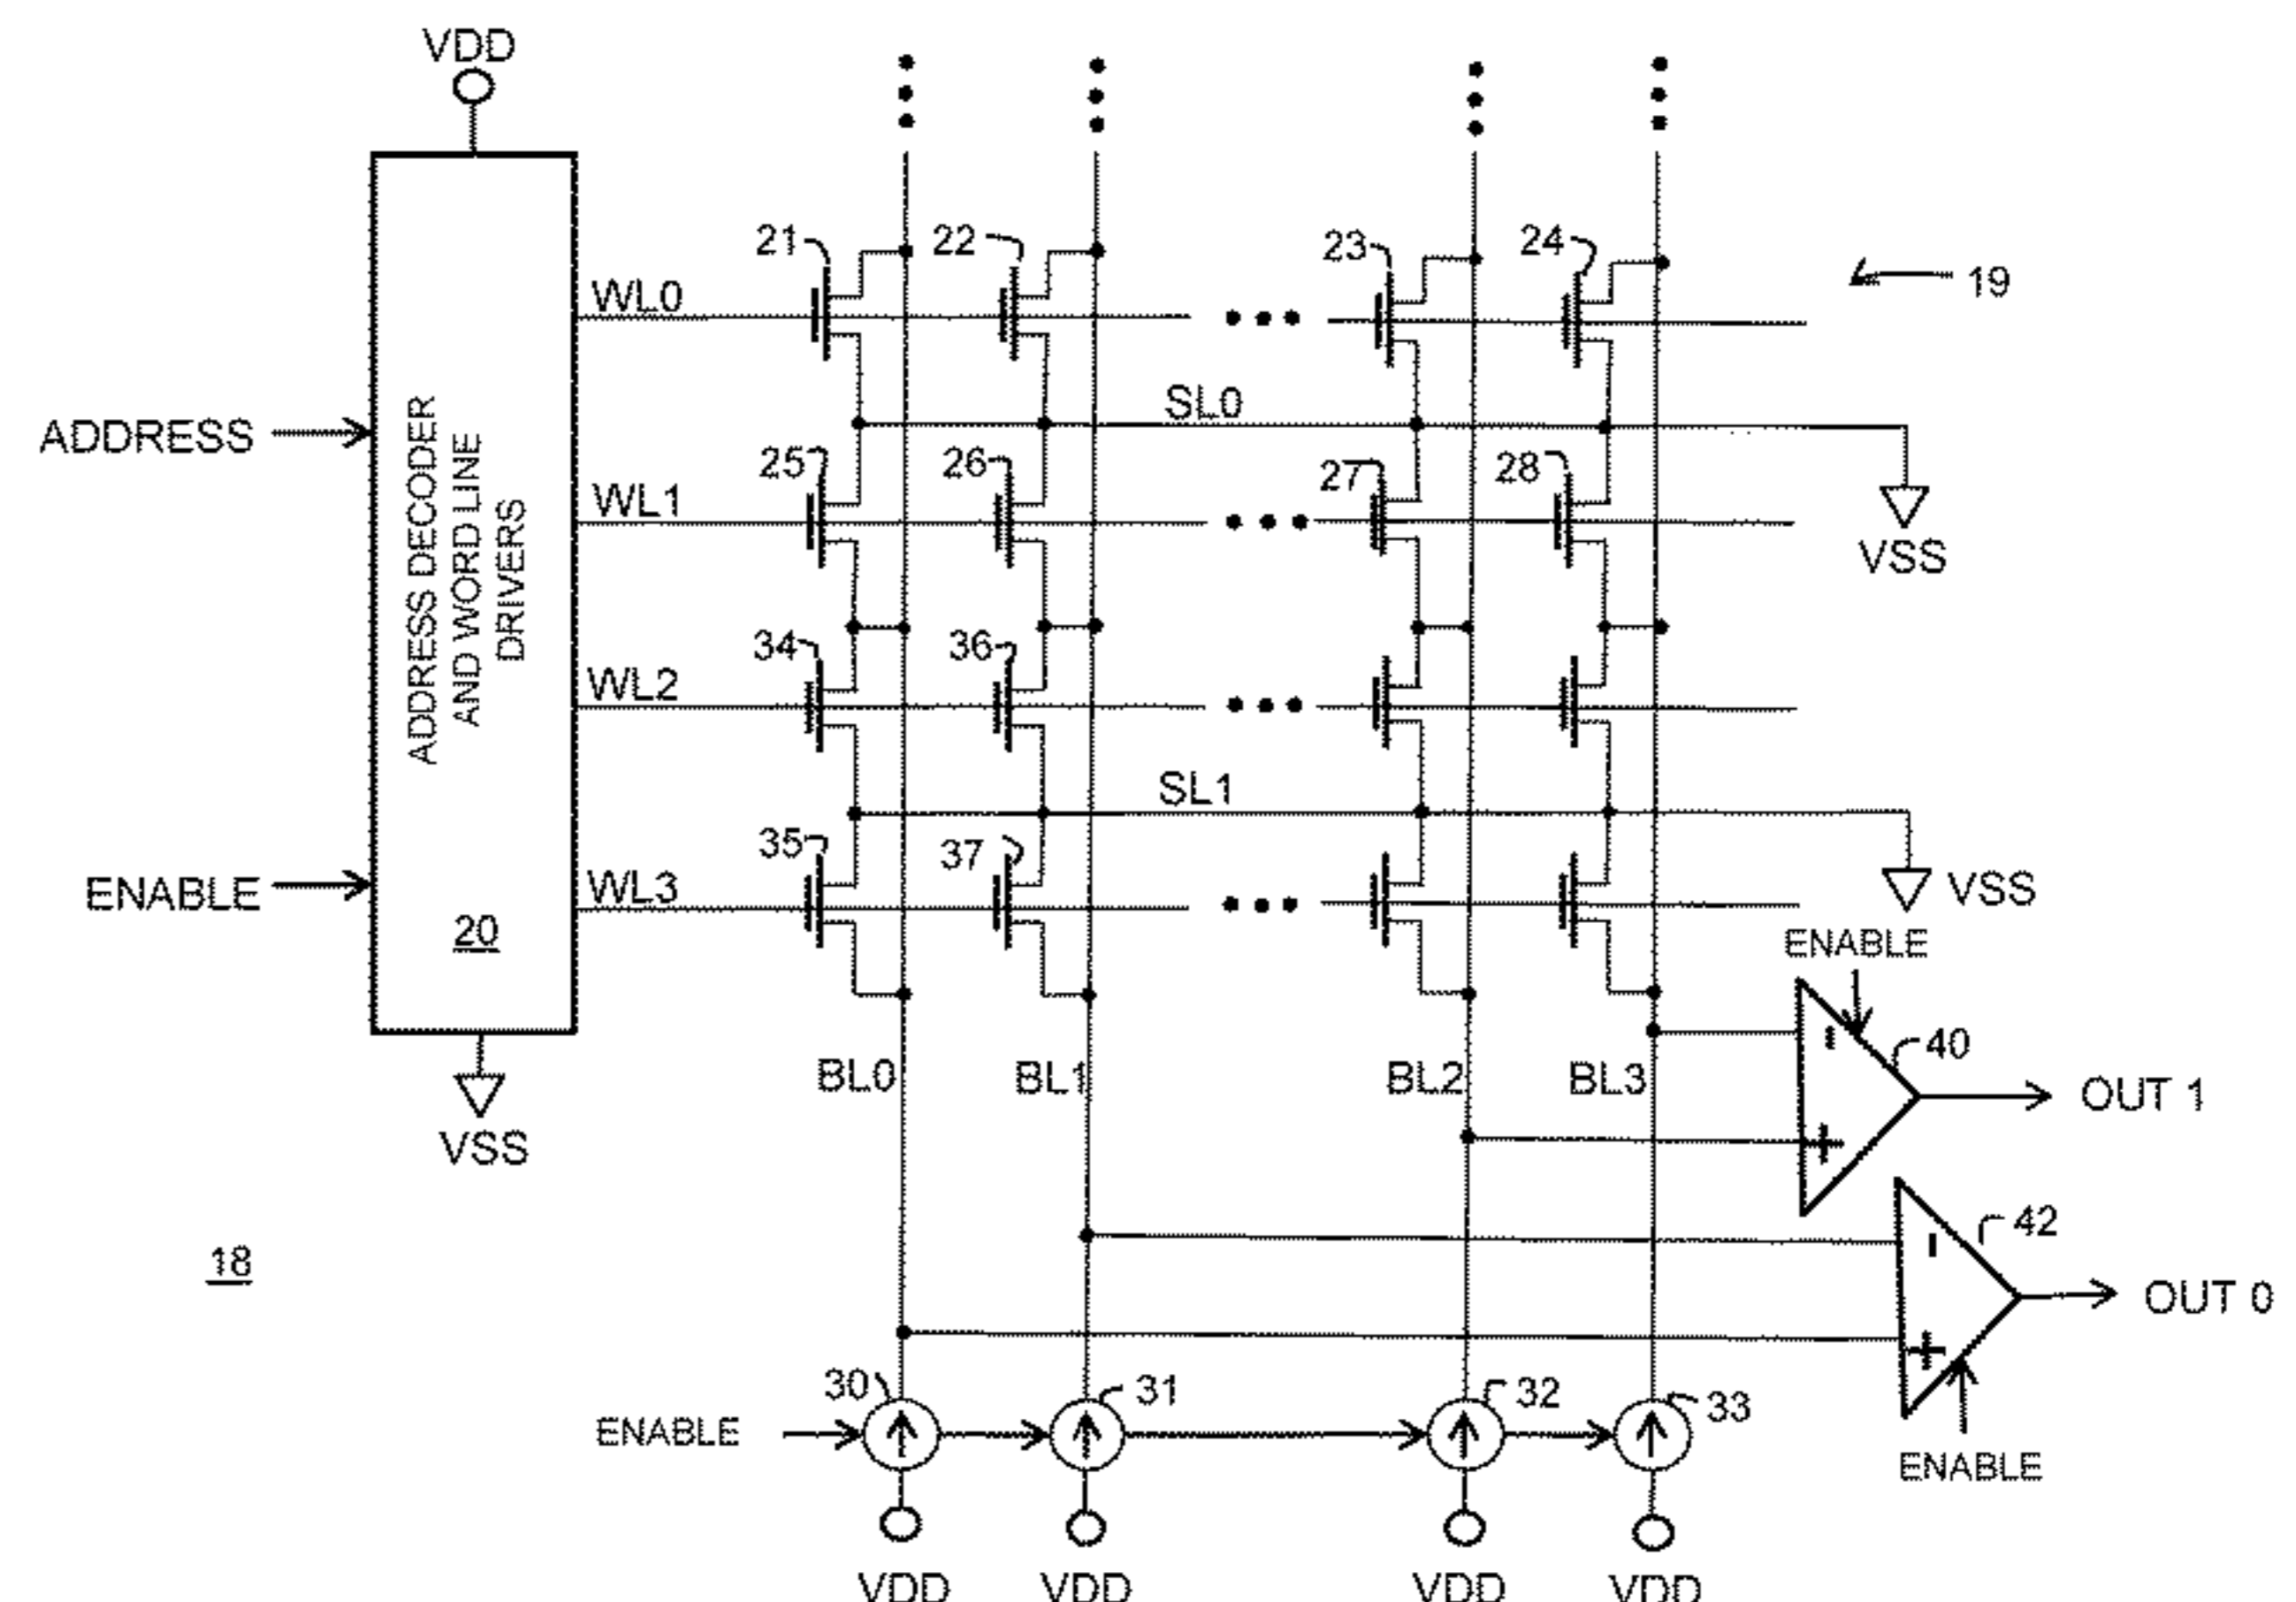 VDD
21
22
23
24
19
WL0
SL0
ADDRESS
25
26
27
28
WL1
VSS
ADDRESS DECODER
AND WORD LINE
DRIVERS
34
36
WL2
SL1
35
37
ENABLE
WL3
VSS
20
ENABLE
40
BL0
BL1
BL2
BL3
OUT 1
-
+
VSS
42
18
-
OUT 0
+
30
31
32
33
ENABLE
ENABLE
VDD
VDD
VDD
VDD